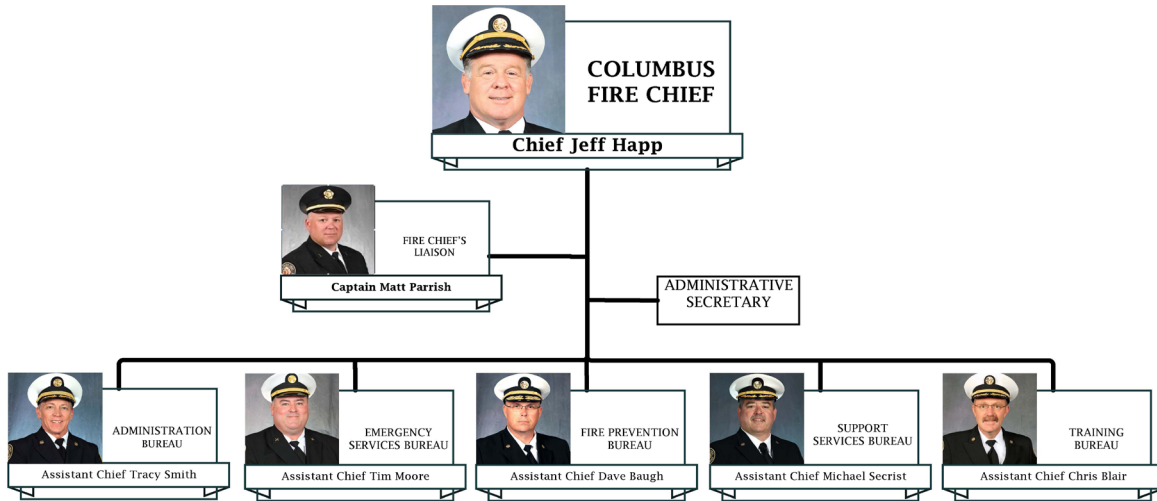 COLUMBUS
FIRE CHIEF
Chief Jeff Happ
FIRE CHIEF'S
LIAISON
Captain Matt Parrish
ADMINISTRATIVE
SECRETARY
ADMINISTRATION
BUREAU
Assistant Chief Tracy Smith
EMERGENCY
SERVICES BUREAU
Assistant Chief Tim Moore
FIRE PREVENTION
BUREAU
Assistant Chief Dave Baugh
SUPPORT
SERVICES BUREAU
Assistant Chief Michael Secrist
TRAINING
BUREAU
Assistant Chief Chris Blair